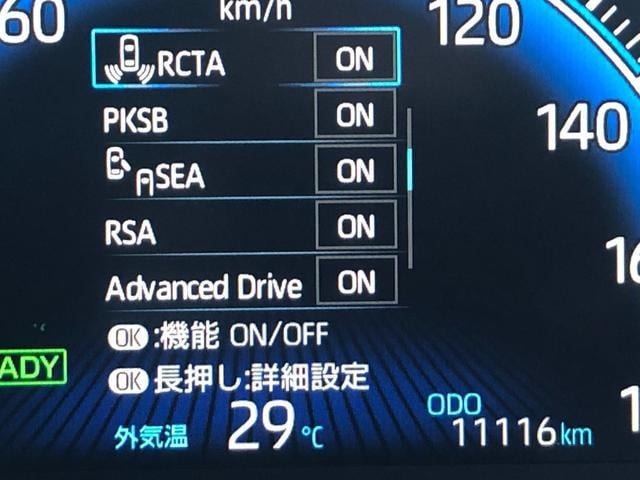 km/h
60
120
RCTA ON
PKSB ON
140
SEA ON
RSA ON
Advanced Drive ON
OK:機能 ON/OFF
OK 長押し:詳細設定
外気温 29℃
ODO
11116km